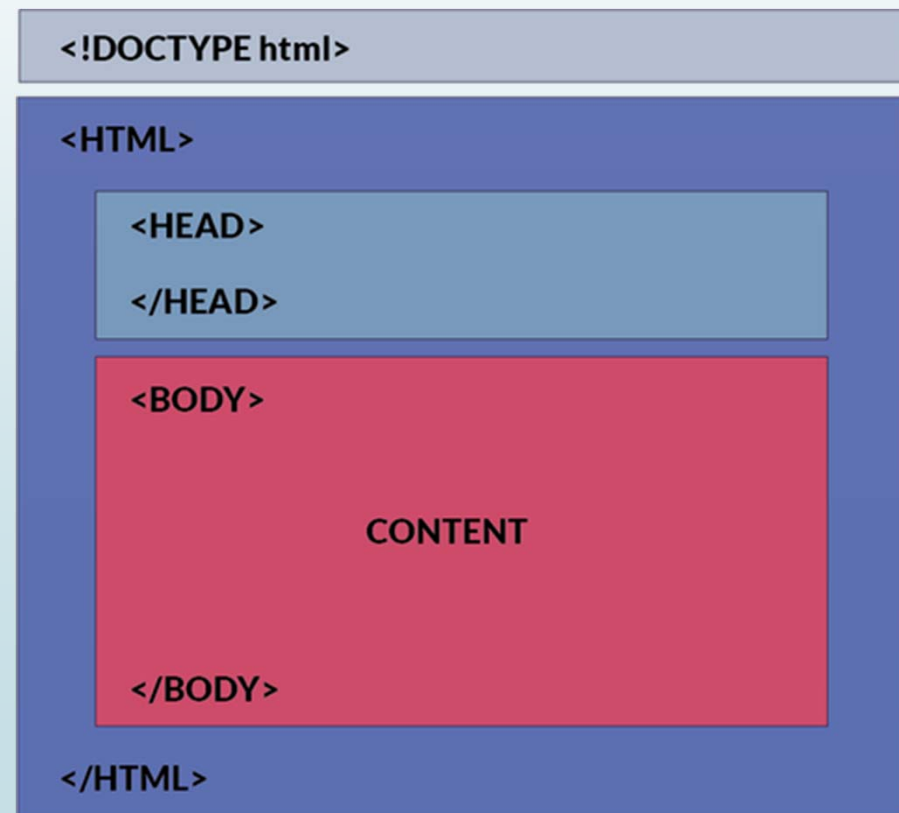 <!DOCTYPE html>
<HTML>
<HEAD>
</HEAD>
<BODY>
CONTENT
</BODY>
</HTML>